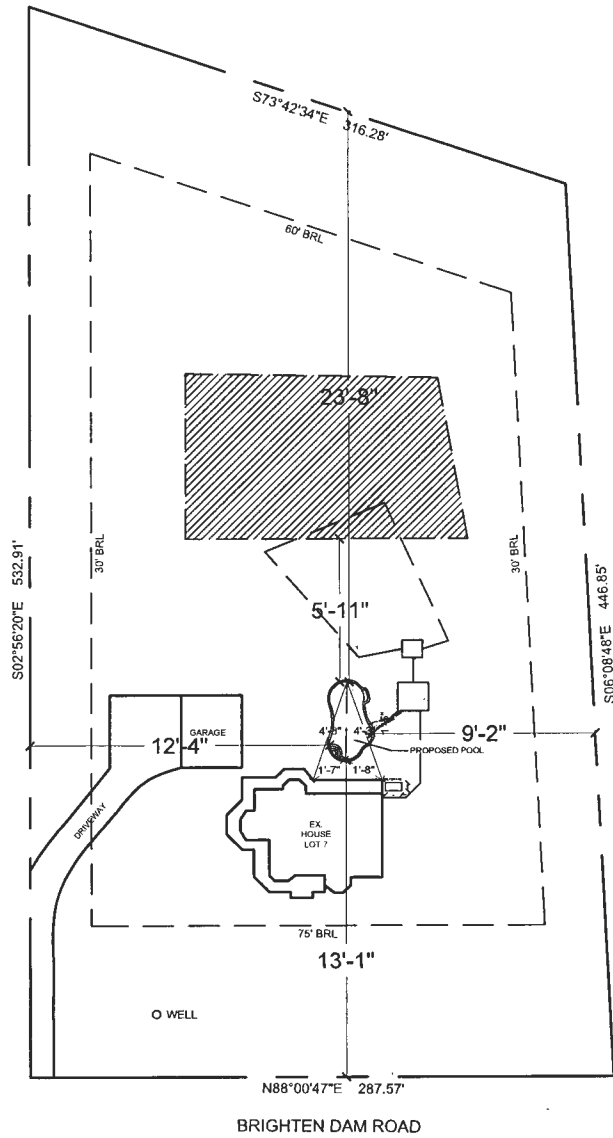 S73°42'34"E 316.28'
60' BRL
23'-8"
30' BRL
30' BRL
S02°56'20"E 532.91'
S06°08'48"E 446.85'
5'-11"
GARAGE
12'-4"
9'-2"
PROPOSED POOL
1'-7" 1'-8"
DRIVEWAY
EX.
HOUSE
LOT 7
75' BRL
13'-1"
WELL
N88°00'47"E 287.57'
BRIGHTEN DAM ROAD